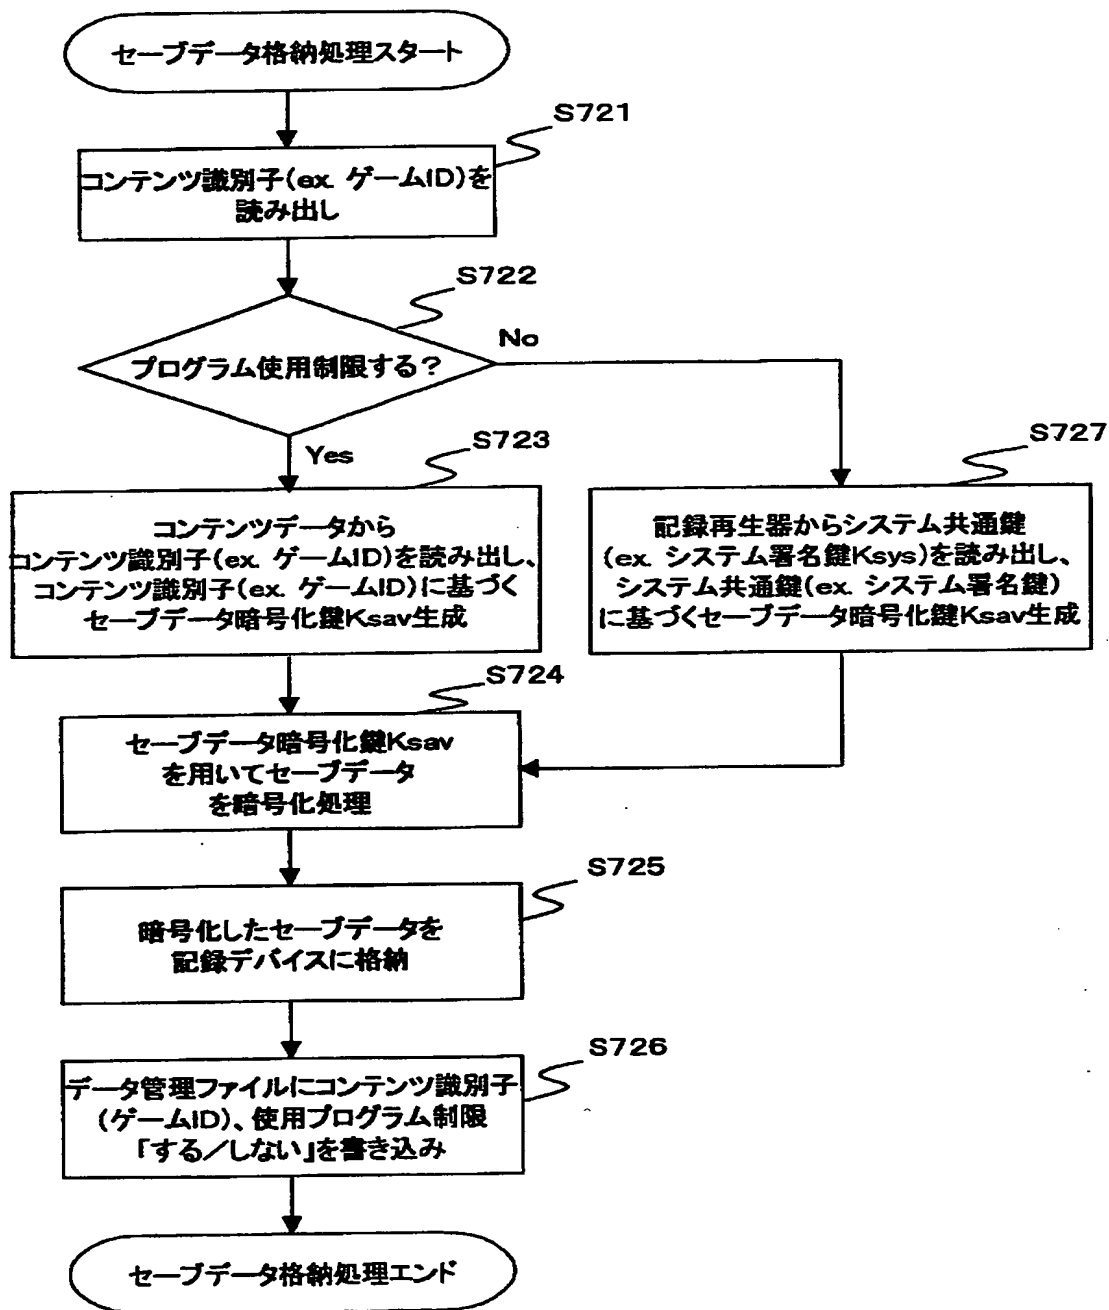 セーブデータ格納処理スタート
S721
コンテンツ識別子(ex. ゲームID)を
読み出し
S722
プログラム使用制限する?
No
Yes
S723
コンテンツデータから
コンテンツ識別子(ex. ゲームID)を読み出し、
コンテンツ識別子(ex. ゲームID)に基づく
セーブデータ暗号化鍵Ksav生成
S727
記録再生器からシステム共通鍵
(ex. システム署名鍵Ksys)を読み出し、
システム共通鍵(ex. システム署名鍵)
に基づくセーブデータ暗号化鍵Ksav生成
S724
セーブデータ暗号化鍵Ksav
を用いてセーブデータ
を暗号化処理
S725
暗号化したセーブデータを
記録デバイスに格納
S726
データ管理ファイルにコンテンツ識別子
(ゲームID)、使用プログラム制限
「する/しない」を書き込み
セーブデータ格納処理エンド